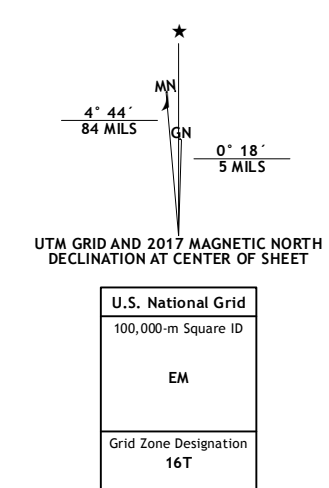 ★
MN
4° 44´
84 MILS
GN
0° 18´
5 MILS
UTM GRID AND 2017 MAGNETIC NORTH
DECLINATION AT CENTER OF SHEET
U.S. National Grid
100,000-m Square ID
EM
Grid Zone Designation
16T